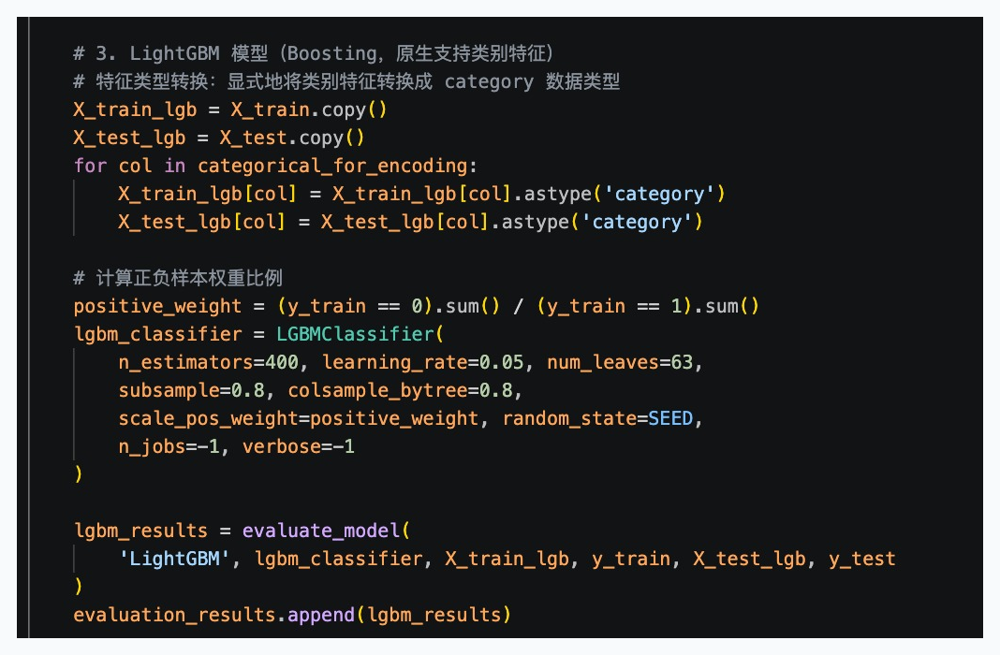 # 3. LightGBM 模型（Boosting，原生支持类别特征）
# 特征类型转换：显式地将类别特征转换成 category 数据类型
X_train_lgb = X_train.copy()
X_test_lgb = X_test.copy()
for col in categorical_for_encoding:
    X_train_lgb[col] = X_train_lgb[col].astype('category')
    X_test_lgb[col] = X_test_lgb[col].astype('category')
# 计算正负样本权重比例
positive_weight = (y_train == 0).sum() / (y_train == 1).sum()
lgbm_classifier = LGBMClassifier(
    n_estimators=400, learning_rate=0.05, num_leaves=63,
    subsample=0.8, colsample_bytree=0.8,
    scale_pos_weight=positive_weight, random_state=SEED,
    n_jobs=-1, verbose=-1
)
lgbm_results = evaluate_model(
    'LightGBM', lgbm_classifier, X_train_lgb, y_train, X_test_lgb, y_test
)
evaluation_results.append(lgbm_results)